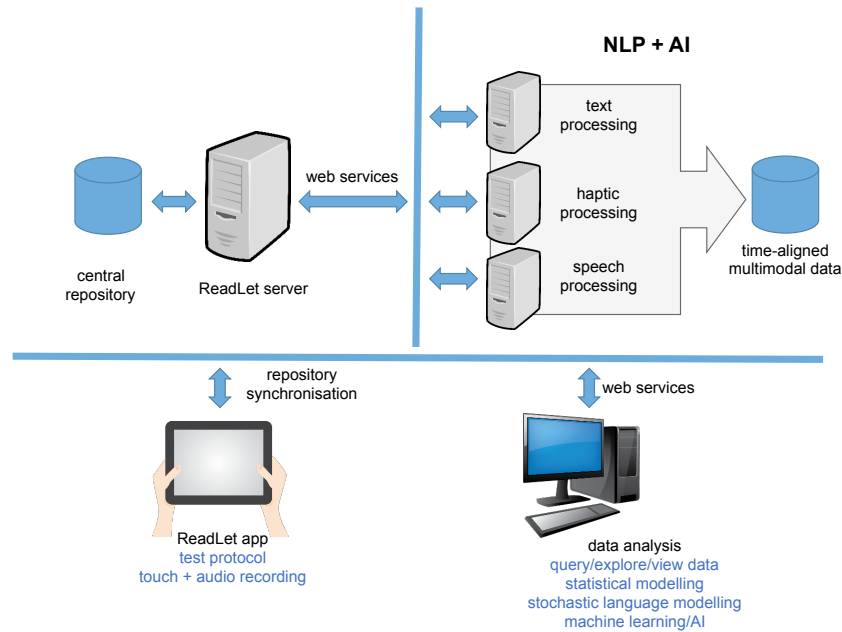 NLP + AI
text
processing
web services
haptic
processing
central
repository
ReadLet server
speech
processing
time-aligned
multimodal data
repository
synchronisation
web services
ReadLet app
test protocol
touch + audio recording
data analysis
query/explore/view data
statistical modelling
stochastic language modelling
machine learning/AI